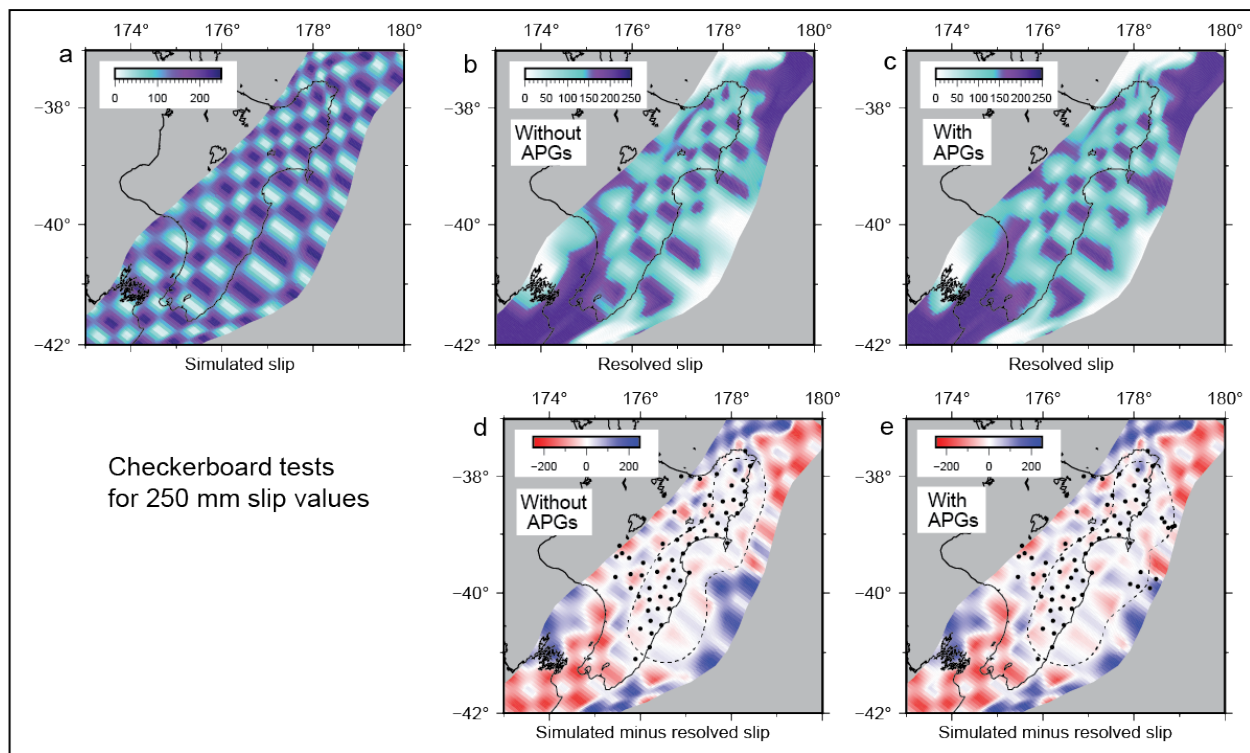 174° 176° 178° 180°
a
0 100 200
−38°
−40°
−42°
Simulated slip
174° 176° 178° 180°
b
0 50 100 150 200 250
Without
APGs
−38°
−40°
−42°
Resolved slip
174° 176° 178° 180°
c
0 50 100 150 200 250
With
APGs
−38°
−40°
−42°
Resolved slip
Checkerboard tests
for 250 mm slip values
174° 176° 178° 180°
d
−200 0 200
Without
APGs
−38°
−40°
−42°
Simulated minus resolved slip
174° 176° 178° 180°
e
−200 0 200
With
APGs
−38°
−40°
−42°
Simulated minus resolved slip